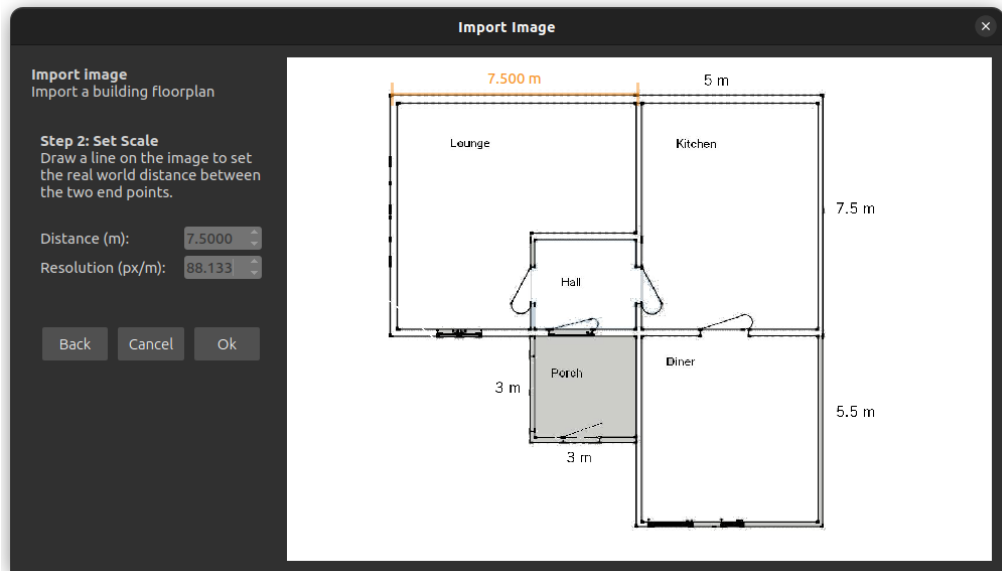 Import Image
Import image
Import a building floorplan
Step 2: Set Scale
Draw a line on the image to set
the real world distance between
the two end points.
Distance (m): 7.5000
Resolution (px/m): 88.133
Back Cancel Ok
7.500 m
5 m
Lounge
Kitchen
7.5 m
Hall
Porch
Diner
3 m
5.5 m
3 m